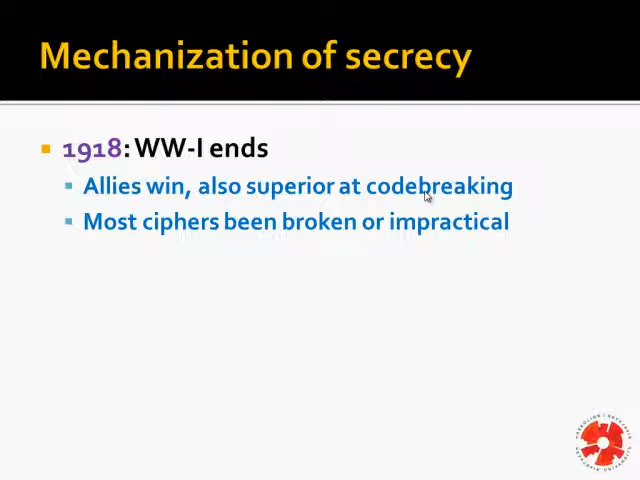 Mechanization of secrecy
1918: WW-I ends
Allies win, also superior at codebreaking
Most ciphers been broken or impractical